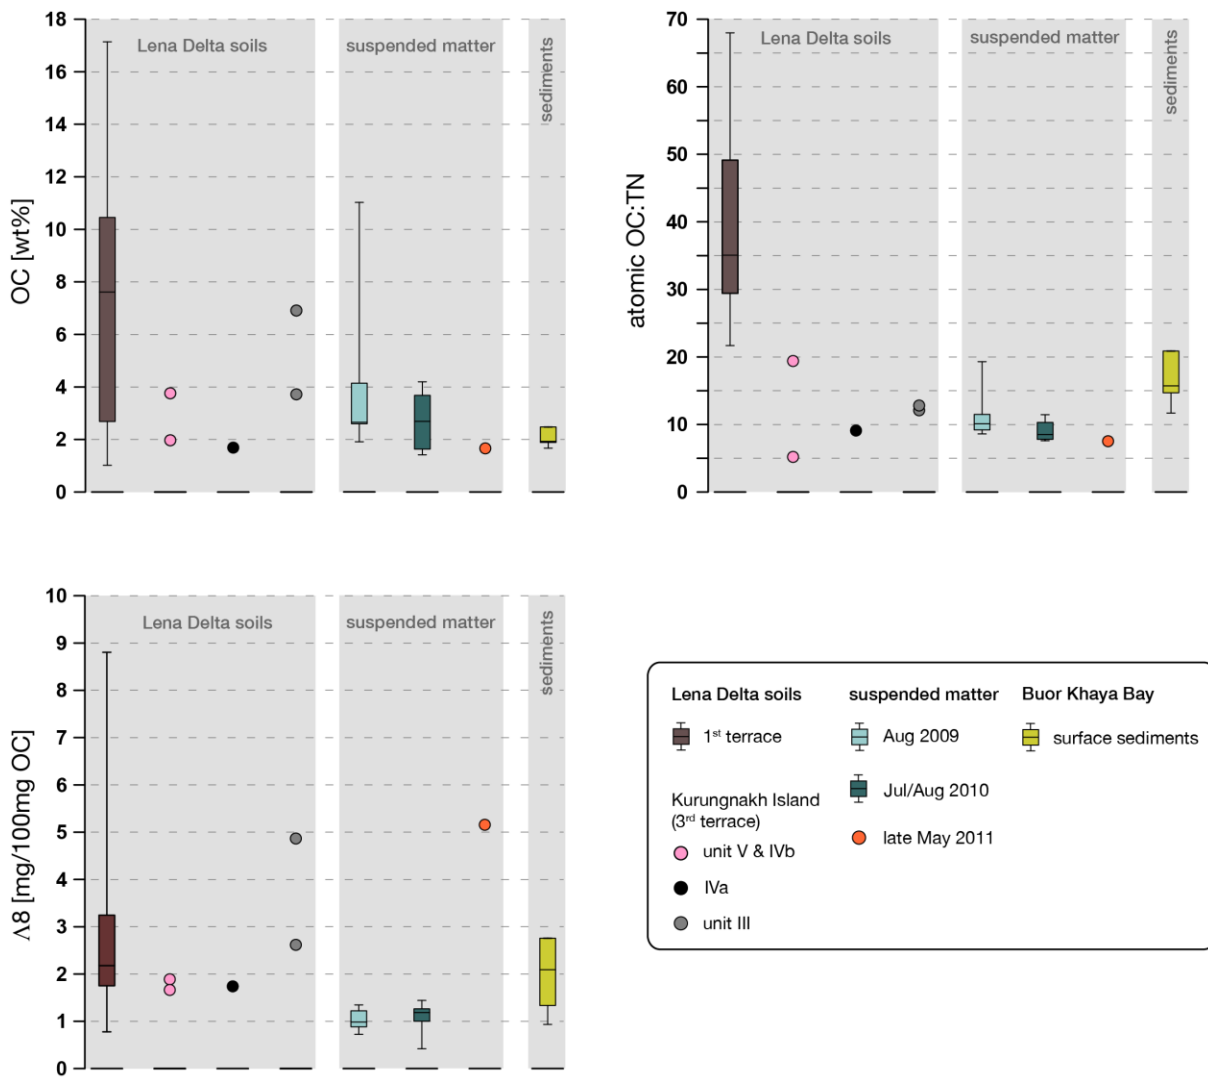 18
16
14
12
10
8
6
4
2
0
OC [wt%]
Lena Delta soils
suspended matter
sediments
70
60
50
40
30
20
10
0
atomic OC:TN
Lena Delta soils
suspended matter
sediments
10
9
8
7
6
5
4
3
2
1
0
Λ8 [mg/100mg OC]
Lena Delta soils
suspended matter
sediments
Lena Delta soils
1st terrace
Kurungnakh Island
(3rd terrace)
unit V & IVb
IVa
unit III
suspended matter
Aug 2009
Jul/Aug 2010
late May 2011
Buor Khaya Bay
surface sediments